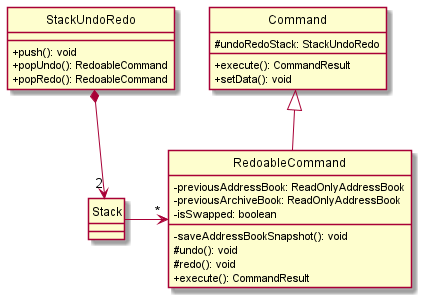 StackUndoRedo
+push(): void
+popUndo(): RedoableCommand
+popRedo(): RedoableCommand
Command
#undoRedoStack: StackUndoRedo
+execute(): CommandResult
+setData(): void
2
Stack
*
RedoableCommand
-previousAddressBook: ReadOnlyAddressBook
-previousArchiveBook: ReadOnlyAddressBook
-isSwapped: boolean
-saveAddressBookSnapshot(): void
#undo(): void
#redo(): void
+execute(): CommandResult